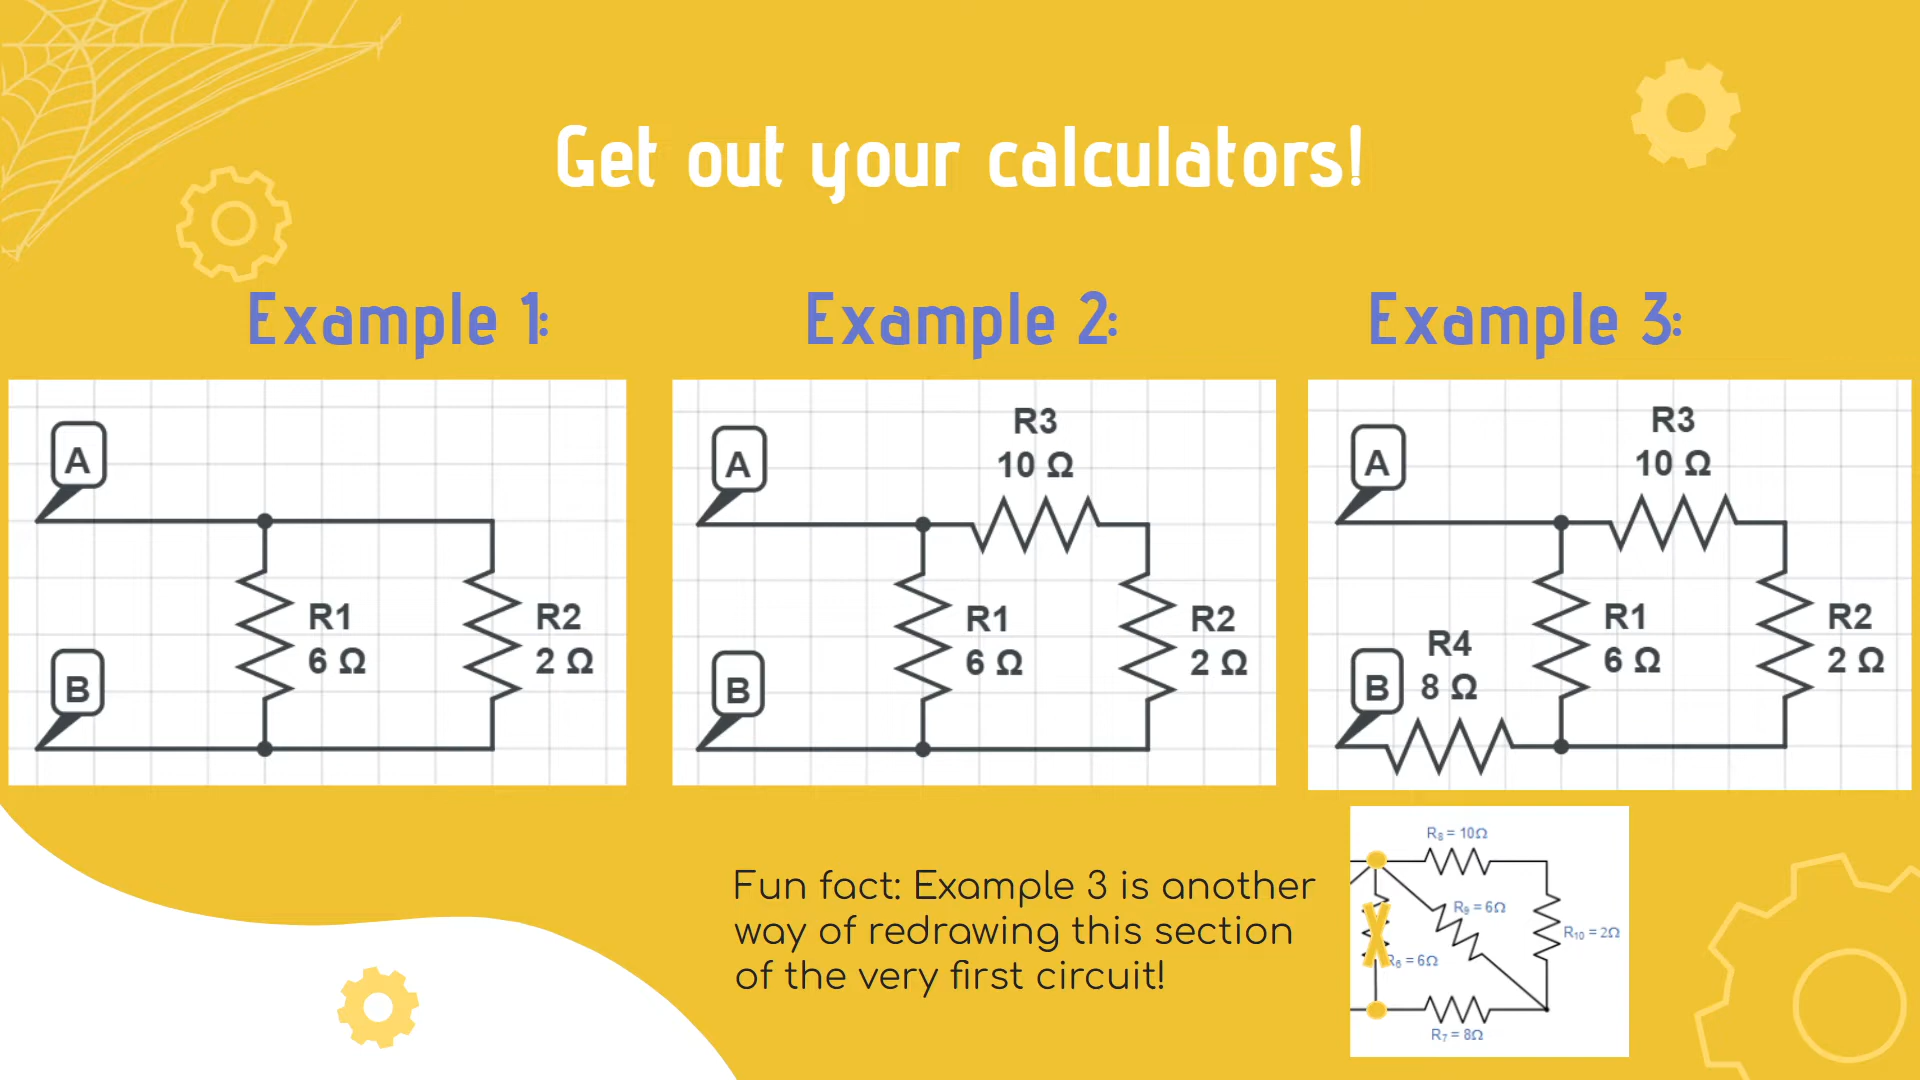 Get out your calculators!
Example 1:
Example 2:
Example 3:
A
B
R1
6 Ω
R2
2 Ω
A
B
R3
10 Ω
R1
6 Ω
R2
2 Ω
A
B
R3
10 Ω
R4
8 Ω
R1
6 Ω
R2
2 Ω
Fun fact: Example 3 is another
way of redrawing this section
of the very first circuit!
R₈ = 10Ω
R₉ = 6Ω
R₁₀ = 2Ω
R₆ = 6Ω
R₇ = 8Ω